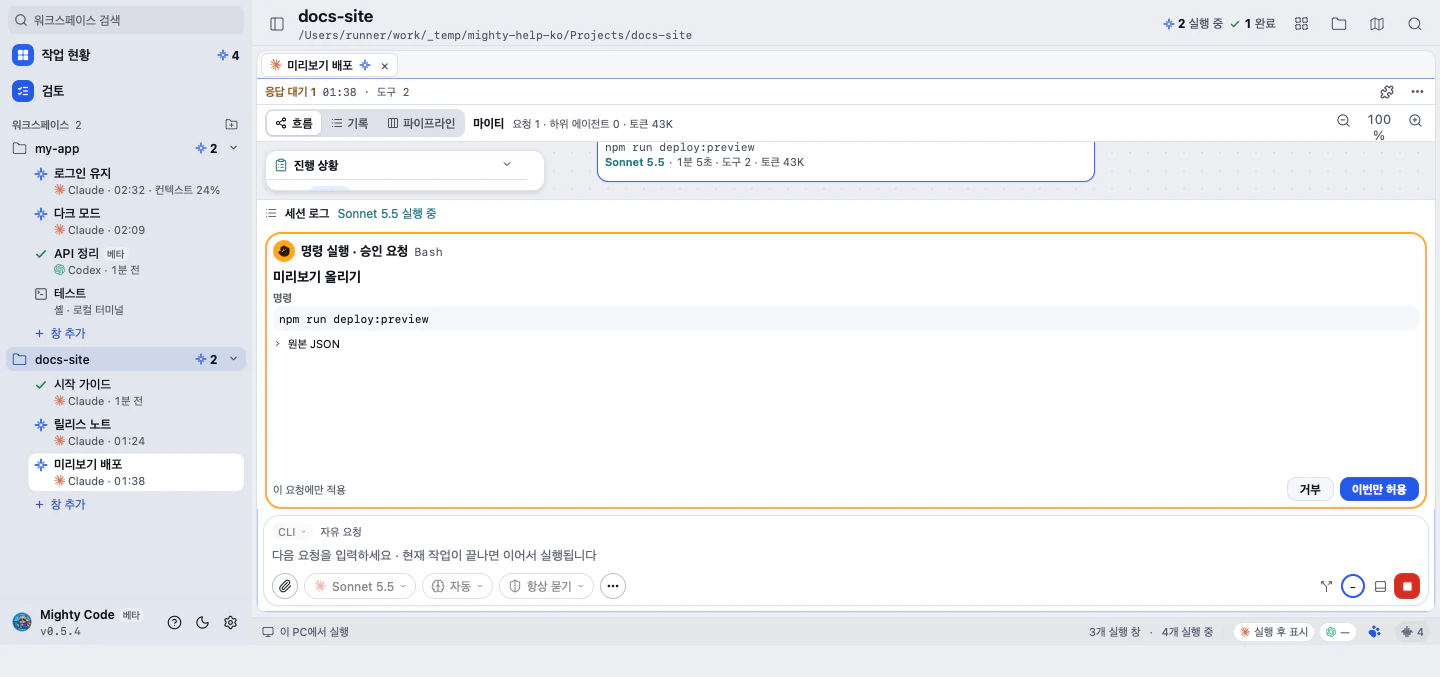 워크스페이스 검색
작업 현황 4
검토
워크스페이스 2
my-app 2
로그인 유지
Claude · 02:32 · 컨텍스트 24%
다크 모드
Claude · 02:09
API 정리 베타
Codex · 1분 전
테스트
셸 · 로컬 터미널
+ 창 추가
docs-site 2
시작 가이드
Claude · 1분 전
릴리스 노트
Claude · 01:24
미리보기 배포
Claude · 01:38
+ 창 추가
Mighty Code 베타
v0.5.4
docs-site
/Users/runner/work/_temp/mighty-help-ko/Projects/docs-site
2 실행 중 1 완료
미리보기 배포
응답 대기 1 01:38 · 도구 2
흐름 기록 파이프라인 마이티 요청 1 · 하위 에이전트 0 · 토큰 43K
100%
진행 상황
npm run deploy:preview
Sonnet 5.5 · 1분 5초 · 도구 2 · 토큰 43K
세션 로그 Sonnet 5.5 실행 중
명령 실행 · 승인 요청 Bash
미리보기 올리기
명령
npm run deploy:preview
원본 JSON
이 요청에만 적용
거부 이번만 허용
CLI 자유 요청
다음 요청을 입력하세요 · 현재 작업이 끝나면 이어서 실행됩니다
Sonnet 5.5 자동 항상 묻기
이 PC에서 실행
3개 실행 창 · 4개 실행 중 실행 후 표시 — 4